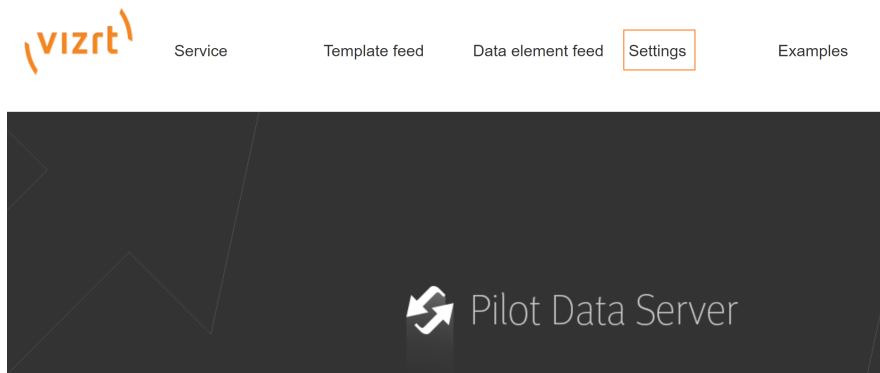 vizrt
Service Template feed Data element feed Settings Examples
Pilot Data Server